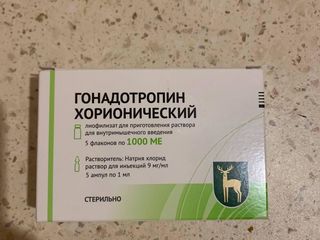 ГОНАДОТРОПИН
ХОРИОНИЧЕСКИЙ
лиофилизат для приготовления раствора
для внутримышечного введения
5 флаконов по 1000 МЕ
Растворитель: Натрия хлорид
раствор для инъекций 9 мг/мл
5 ампул по 1 мл
СТЕРИЛЬНО